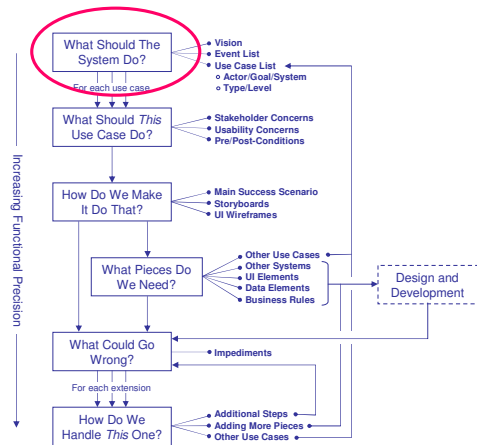 What Should The
System Do?
• Vision
• Event List
• Use Case List
Actor/Goal/System
Type/Level
For each use case
What Should This
Use Case Do?
• Stakeholder Concerns
• Usability Concerns
• Pre/Post-Conditions
Increasing Functional Precision
How Do We Make
It Do That?
• Main Success Scenario
• Storyboards
• UI Wireframes
What Pieces Do
We Need?
• Other Use Cases
• Other Systems
• UI Elements
• Data Elements
• Business Rules
Design and
Development
What Could Go
Wrong?
• Impediments
For each extension
How Do We
Handle This One?
• Additional Steps
• Adding More Pieces
• Other Use Cases